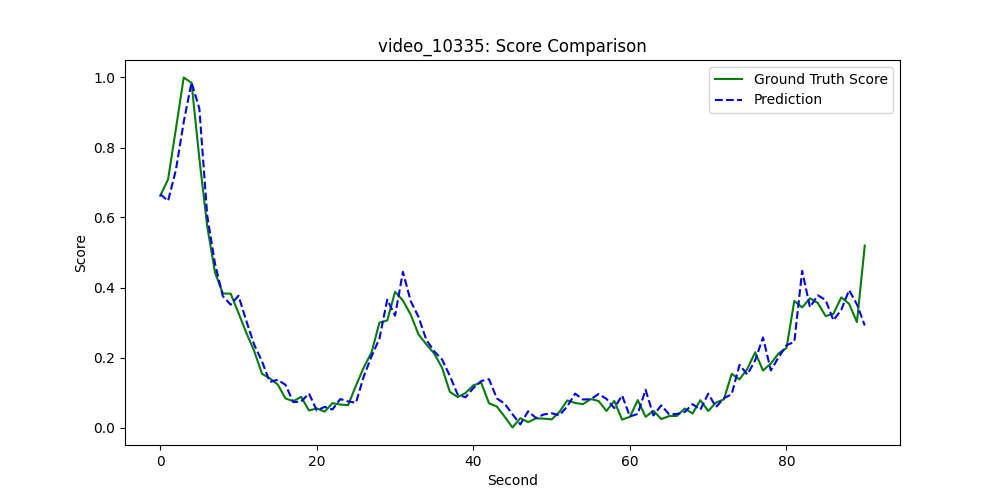 video_10335: Score Comparison
Ground Truth Score
Prediction
1.0
0.8
0.6
0.4
0.2
0.0
Score
0 20 40 60 80
Second